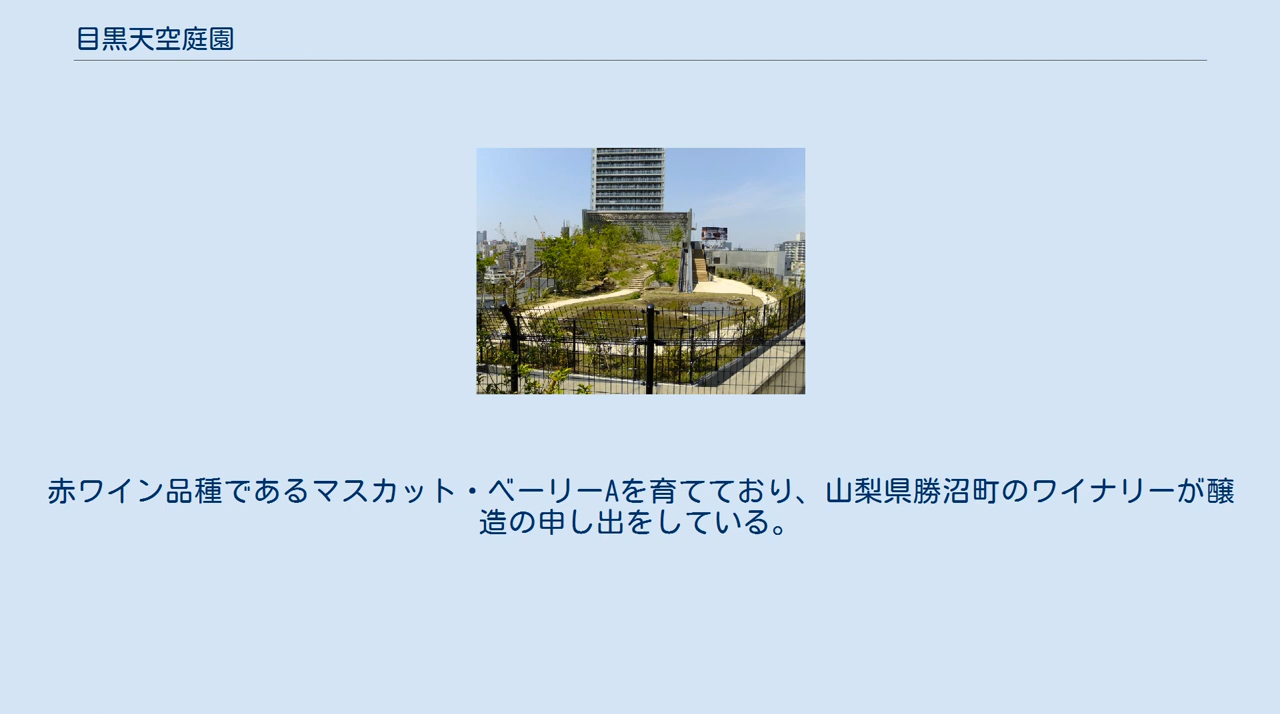 目黒天空庭園
赤ワイン品種であるマスカット・ベーリーAを育てており、山梨県勝沼町のワイナリーが醸
造の申し出をしている。